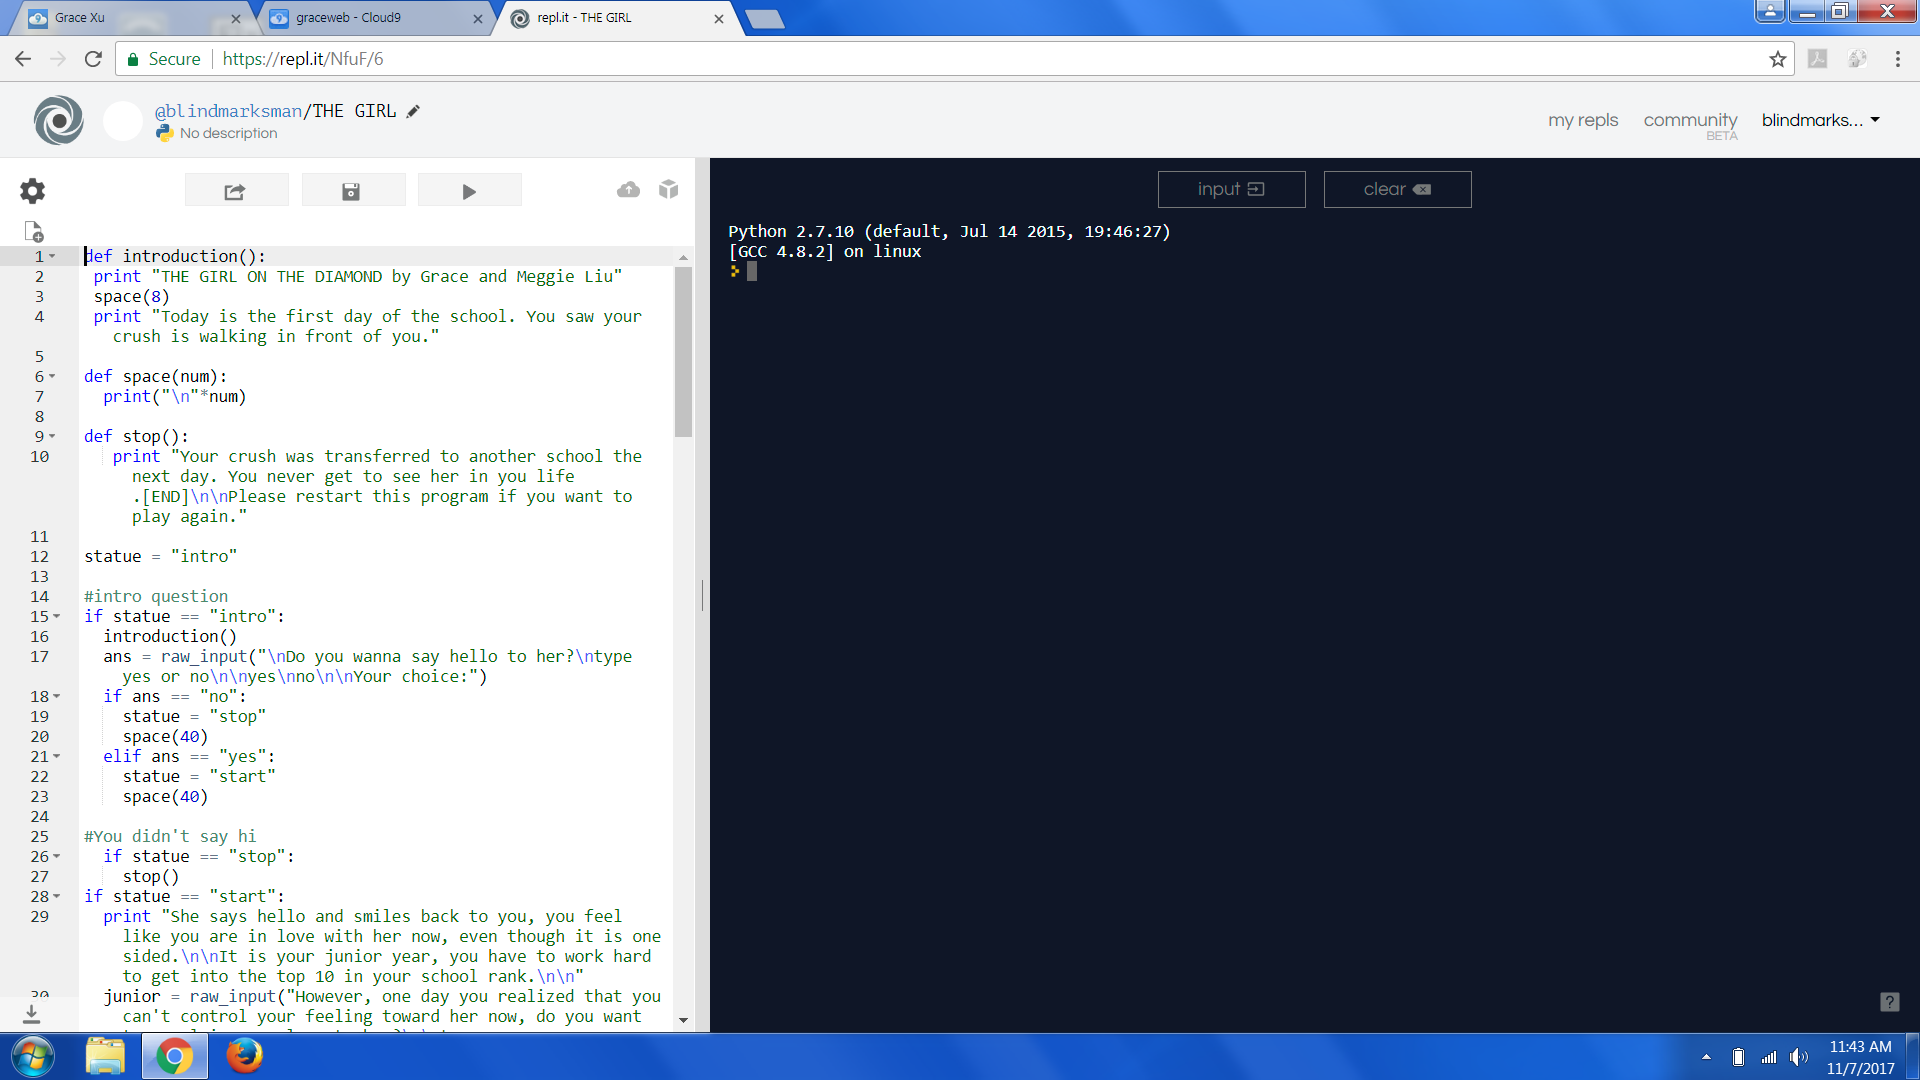 Grace Xu
graceweb - Cloud9
repl.it - THE GIRL
Secure
https://repl.it/NfuF/6
@blindmarksman/THE GIRL
No description
my repls
community
BETA
blindmarks...
input
clear
1 def introduction():
2 print "THE GIRL ON THE DIAMOND by Grace and Meggie Liu"
3 space(8)
4 print "Today is the first day of the school. You saw your
crush is walking in front of you."
5
6 def space(num):
7 print("\n"*num)
8
9 def stop():
10 print "Your crush was transferred to another school the
next day. You never get to see her in you life
.[END]\n\nPlease restart this program if you want to
play again."
11
12 statue = "intro"
13
14 #intro question
15 if statue == "intro":
16 introduction()
17 ans = raw_input("\nDo you wanna say hello to her?\ntype
yes or no\n\nyes\nno\n\nYour choice:")
18 if ans == "no":
19 statue = "stop"
20 space(40)
21 elif ans == "yes":
22 statue = "start"
23 space(40)
24
25 #You didn't say hi
26 if statue == "stop":
27 stop()
28 if statue == "start":
29 print "She says hello and smiles back to you, you feel
like you are in love with her now, even though it is one
sided.\n\nIt is your junior year, you have to work hard
to get into the top 10 in your school rank.\n\n"
30 junior = raw_input("However, one day you realized that you
can't control your feeling toward her now, do you want
Python 2.7.10 (default, Jul 14 2015, 19:46:27)
[GCC 4.8.2] on linux
?
11:43 AM
11/7/2017